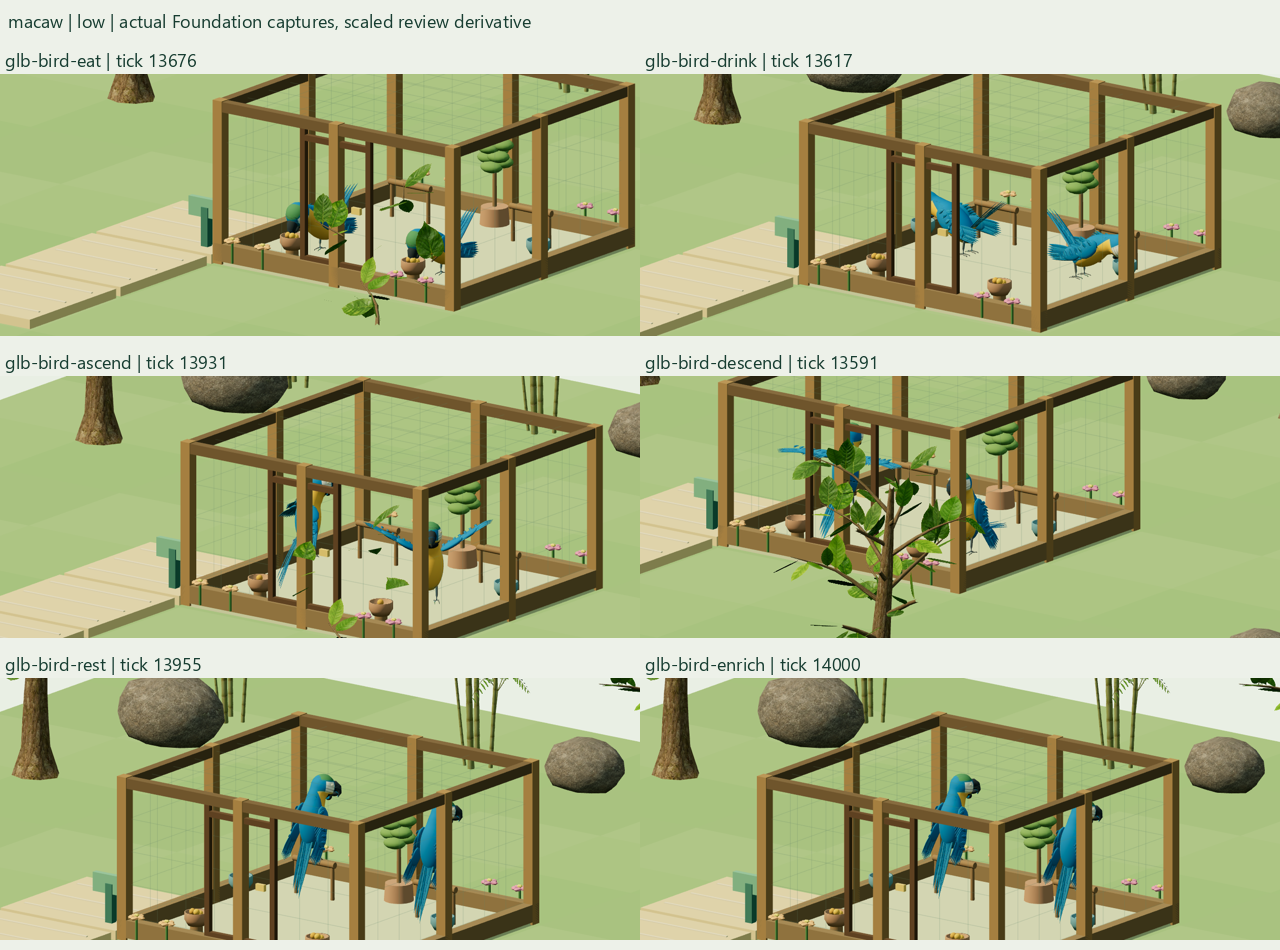 macaw | low | actual Foundation captures, scaled review derivative
glb-bird-eat | tick 13676
glb-bird-drink | tick 13617
glb-bird-ascend | tick 13931
glb-bird-descend | tick 13591
glb-bird-rest | tick 13955
glb-bird-enrich | tick 14000